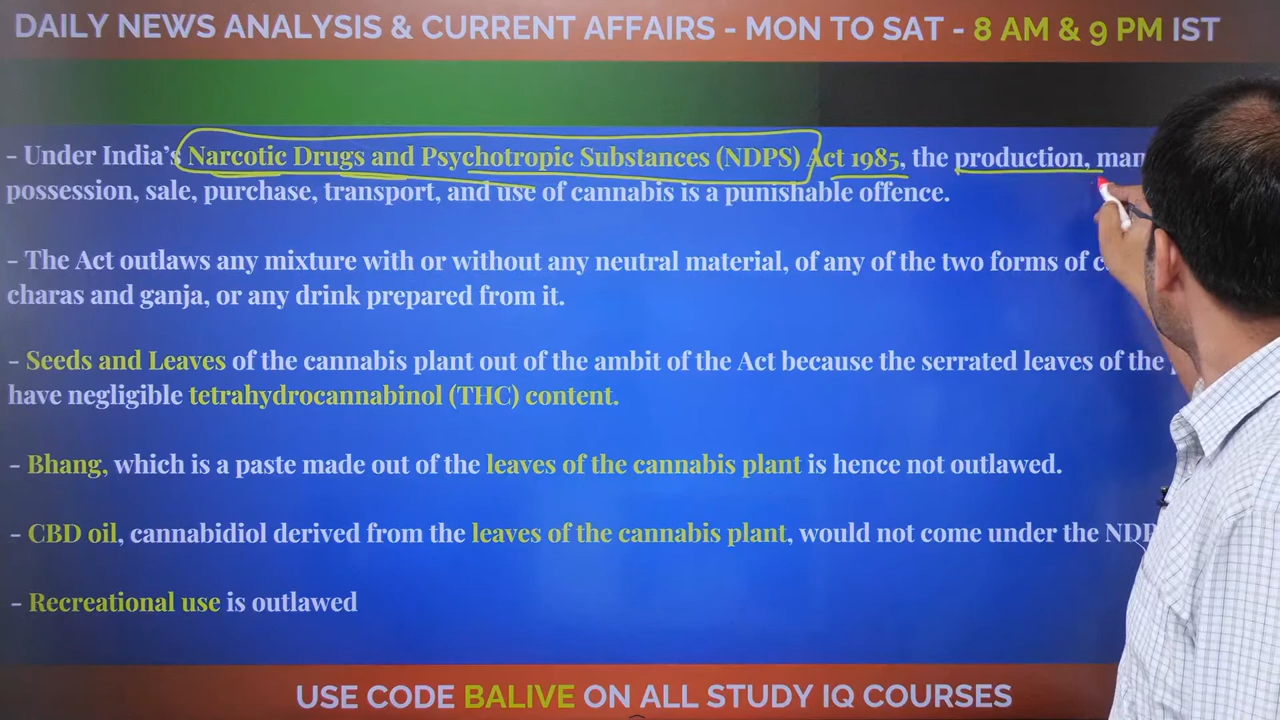 DAILY NEWS ANALYSIS & CURRENT AFFAIRS - MON TO SAT - 8 AM & 9 PM IST
- Under India's Narcotic Drugs and Psychotropic Substances (NDPS) Act 1985, the production,
possession, sale, purchase, transport, and use of cannabis is a punishable offence.
- The Act outlaws any mixture with or without any neutral material, of any of the two forms of
charas and ganja, or any drink prepared from it.
- Seeds and Leaves of the cannabis plant out of the ambit of the Act because the serrated leaves of the
have negligible tetrahydrocannabinol (THC) content.
- Bhang, which is a paste made out of the leaves of the cannabis plant is hence not outlawed.
- CBD oil, cannabidiol derived from the leaves of the cannabis plant, would not come under the
- Recreational use is outlawed
USE CODE BALIVE ON ALL STUDY IQ COURSES